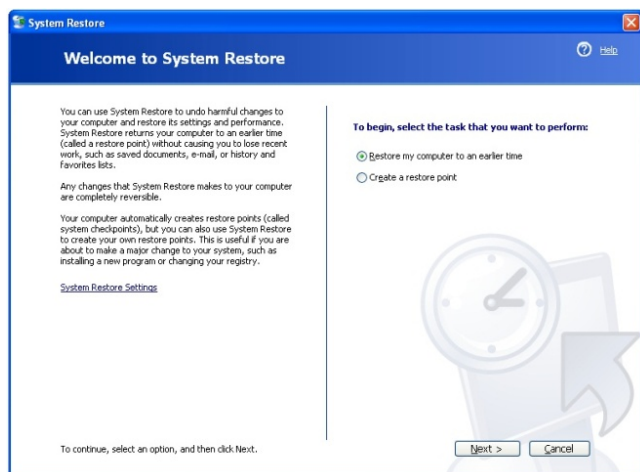 System Restore
Welcome to System Restore
Help
You can use System Restore to undo harmful changes to
your computer and restore its settings and performance.
System Restore returns your computer to an earlier time
(called a restore point) without causing you to lose recent
work, such as saved documents, e-mail, or history and
favorites lists.
Any changes that System Restore makes to your computer
are completely reversible.
Your computer automatically creates restore points (called
system checkpoints), but you can also use System Restore
to create your own restore points. This is useful if you are
about to make a major change to your system, such as
installing a new program or changing your registry.
System Restore Settings
To begin, select the task that you want to perform:
Restore my computer to an earlier time
Create a restore point
To continue, select an option, and then click Next.
Next >
Cancel